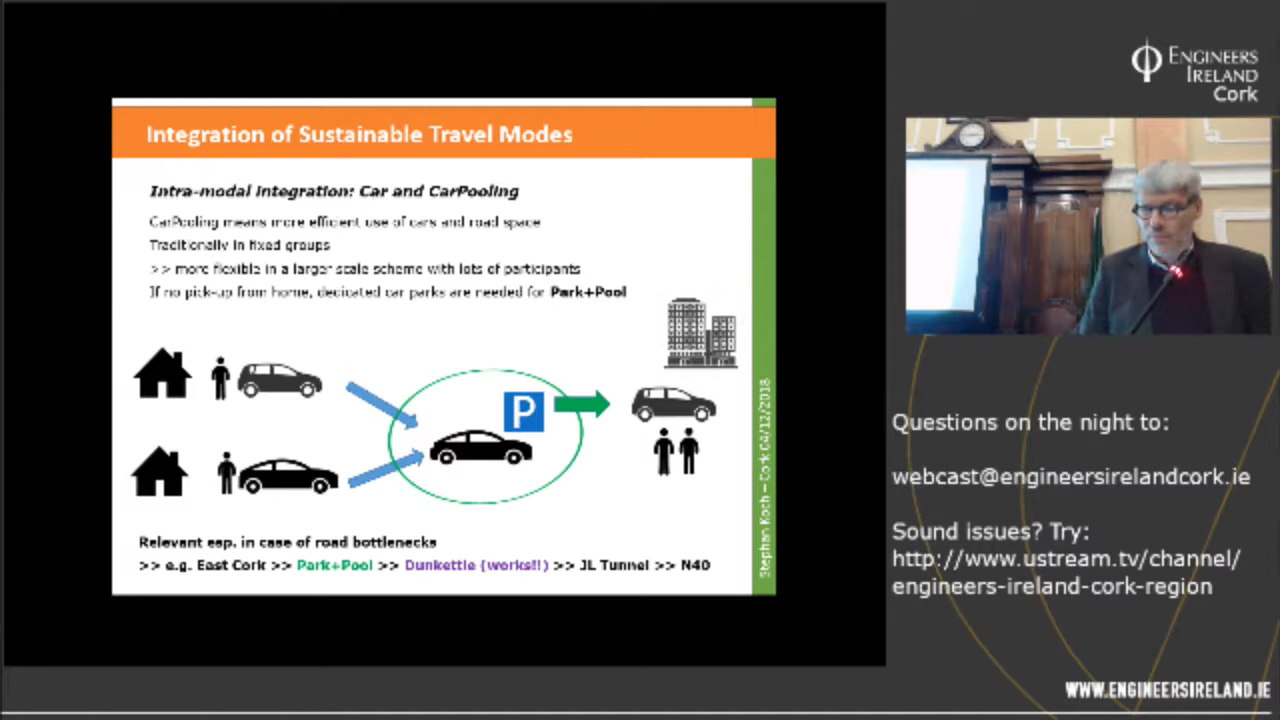 Integration of Sustainable Travel Modes
Intra-modal Integration: Car and CarPooling
CarPooling means more efficient use of cars and road space
Traditionally in fixed groups
>> more flexible in a larger scale scheme with lots of participants
If no pick-up from home, dedicated car parks are needed for Park+Pool
P
Relevant esp. in case of road bottlenecks
>> e.g. East Cork >> Park+Pool >> Dunkettle (works!!) >> JL Tunnel >> N40
Stephan Koch – Cork 04/12/2018
ENGINEERS
IRELAND
Cork
Questions on the night to:
webcast@engineersirelandcork.ie
Sound issues? Try:
http://www.ustream.tv/channel/
engineers-ireland-cork-region
WWW.ENGINEERSIRELAND.IE